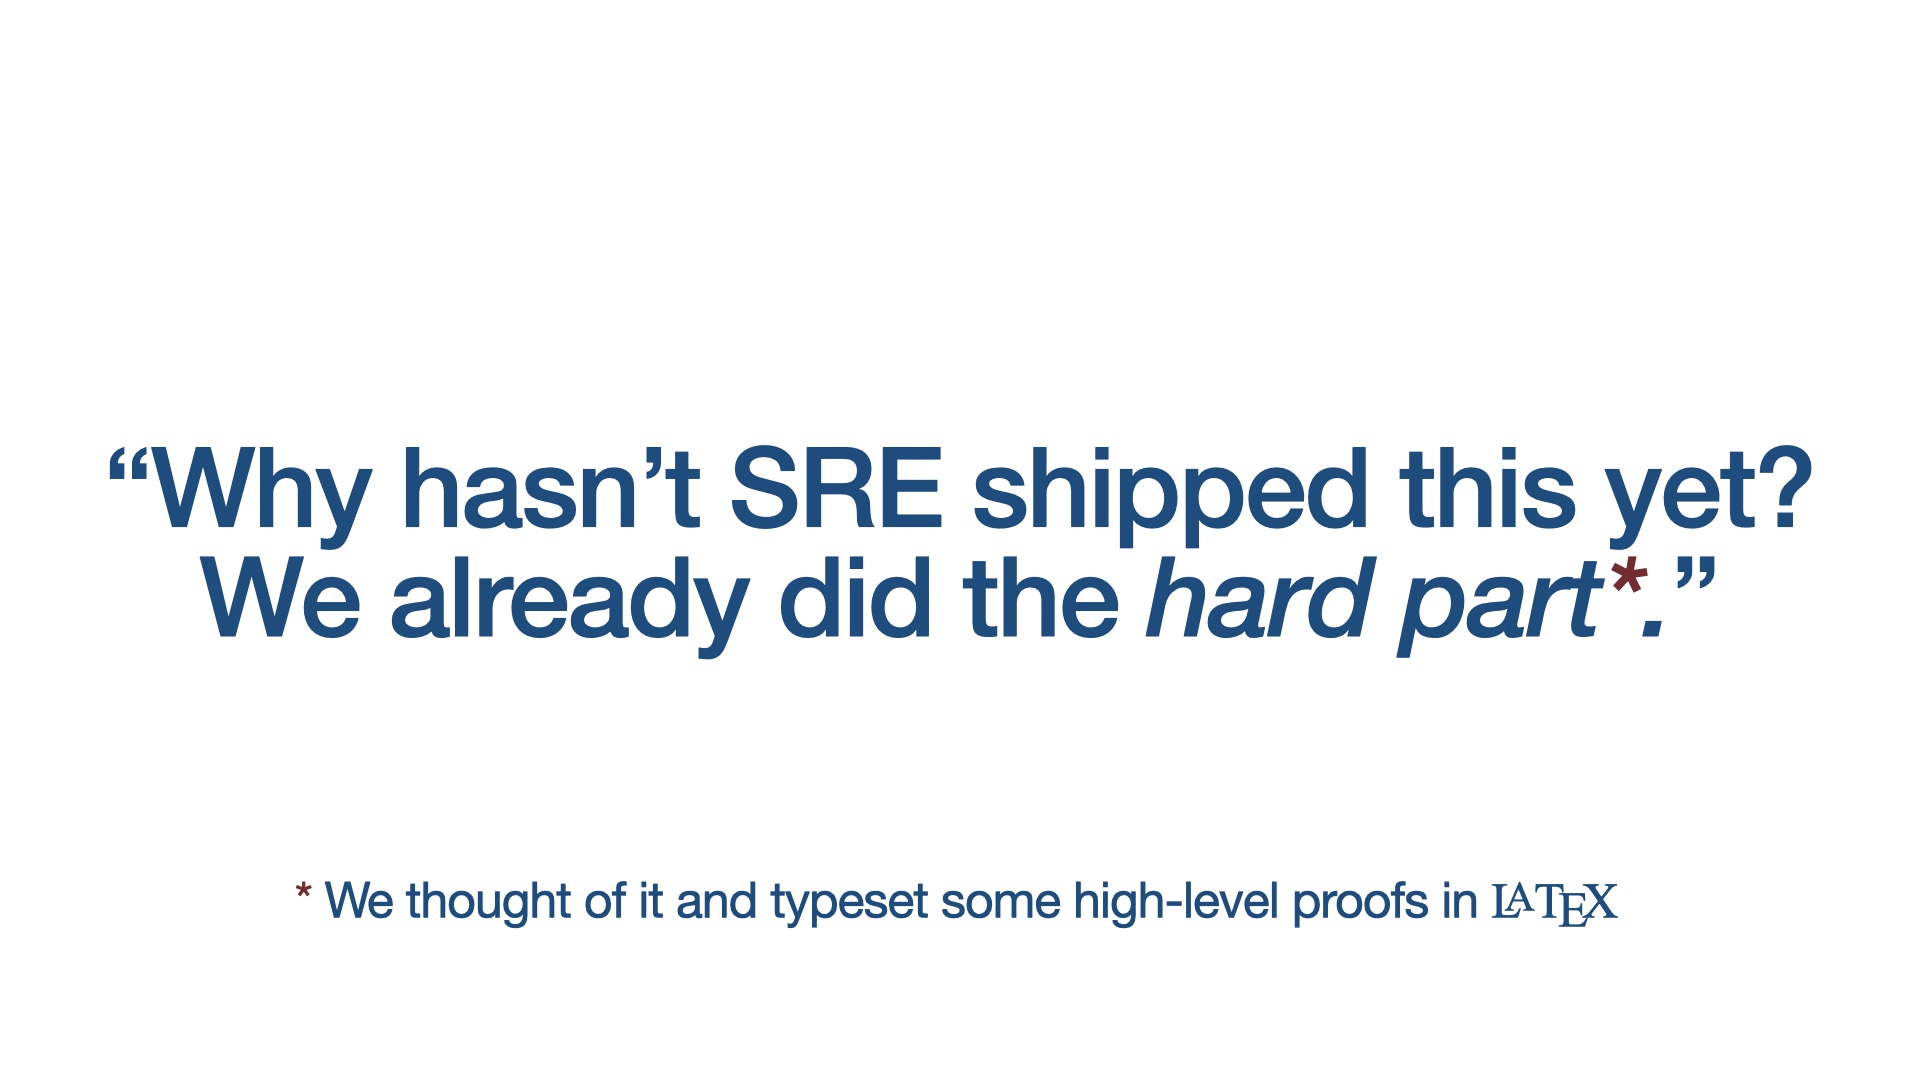 “Why hasn’t SRE shipped this yet?
We already did the hard part*.”
* We thought of it and typeset some high-level proofs in LATEX